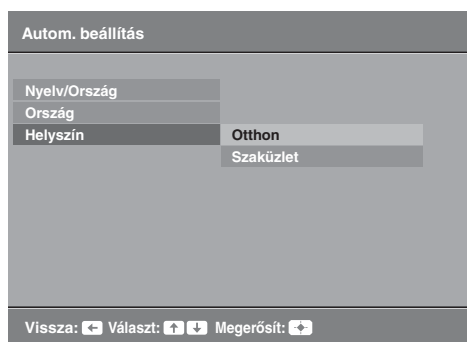 Autom. beállítás
Nyelv/Ország
Ország
Helyszín Otthon
Szaküzlet
Vissza: Választ: Megerősít: